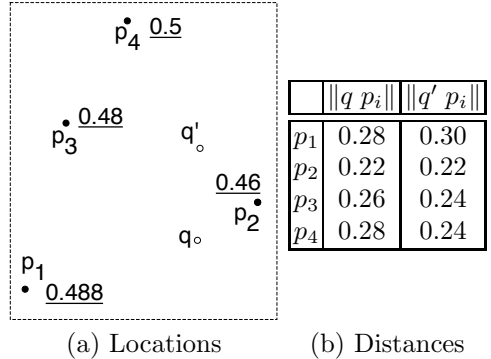 p4 0.5
p3 0.48
q'
0.46
p2
q
p1
0.488
(a) Locations
‖q pi‖ ‖q' pi‖
p1 0.28 0.30
p2 0.22 0.22
p3 0.26 0.24
p4 0.28 0.24
(b) Distances